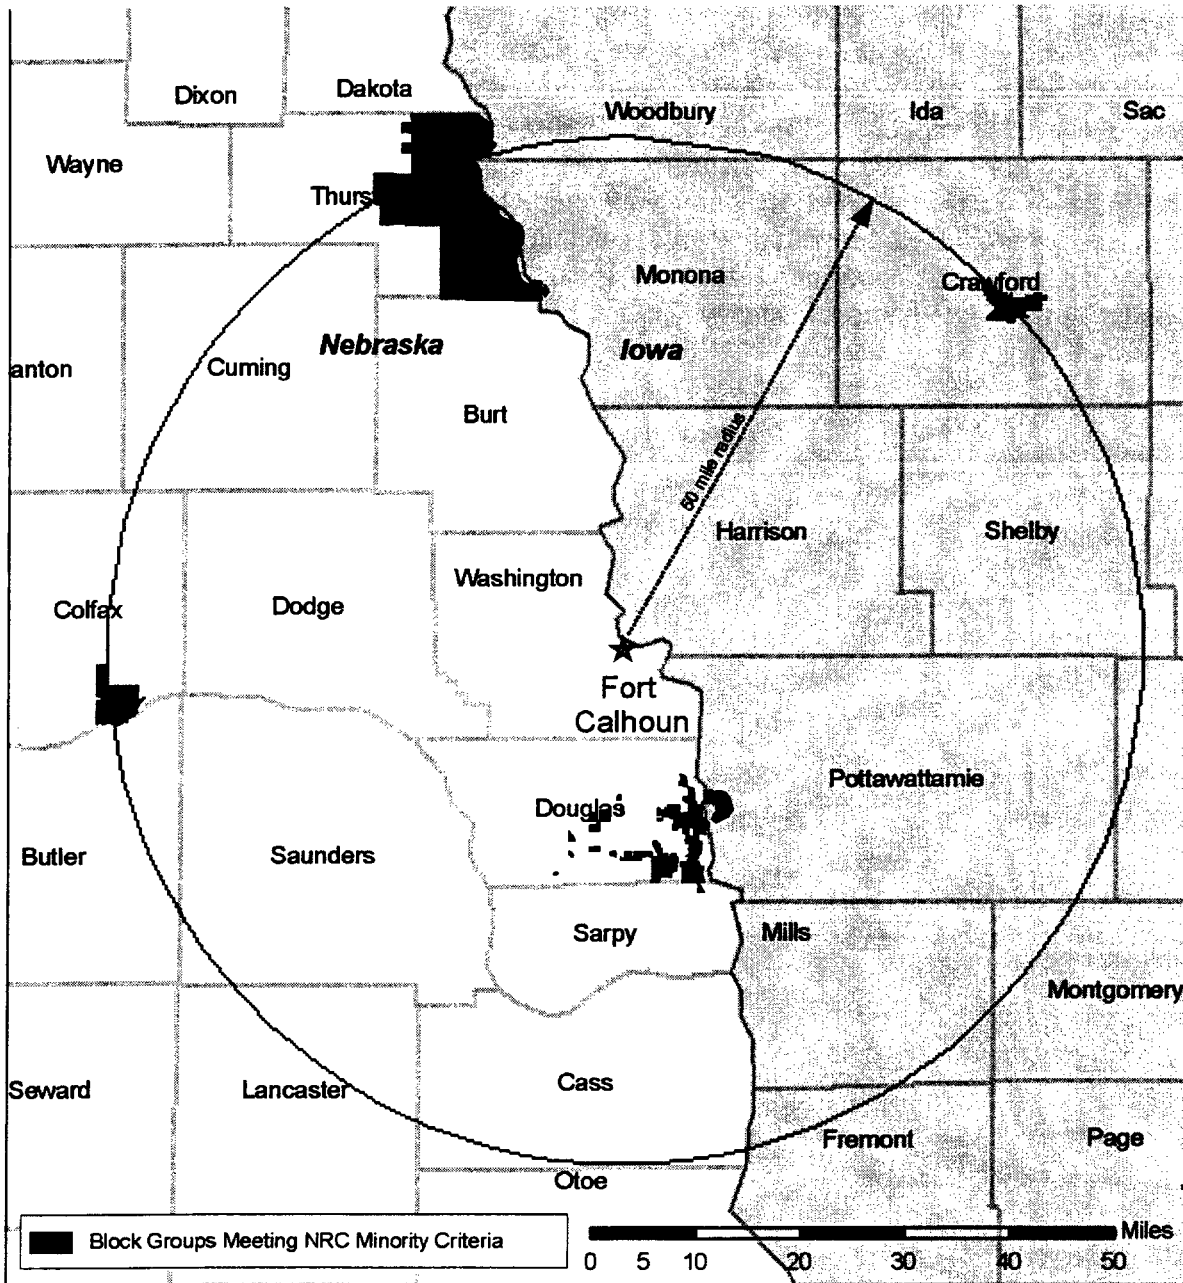 Dixon
Dakota
Woodbury
Ida
Sac
Wayne
Thurs
Monona
Crawford
Nebraska
Iowa
anton
Cuming
Burt
50 mile radius
Harrison
Shelby
Washington
Colfax
Dodge
Fort
Calhoun
Pottawattamie
Douglas
Butler
Saunders
Sarpy
Mills
Montgomery
Seward
Lancaster
Cass
Fremont
Page
Otoe
Block Groups Meeting NRC Minority Criteria
Miles
0 5 10 20 30 40 50